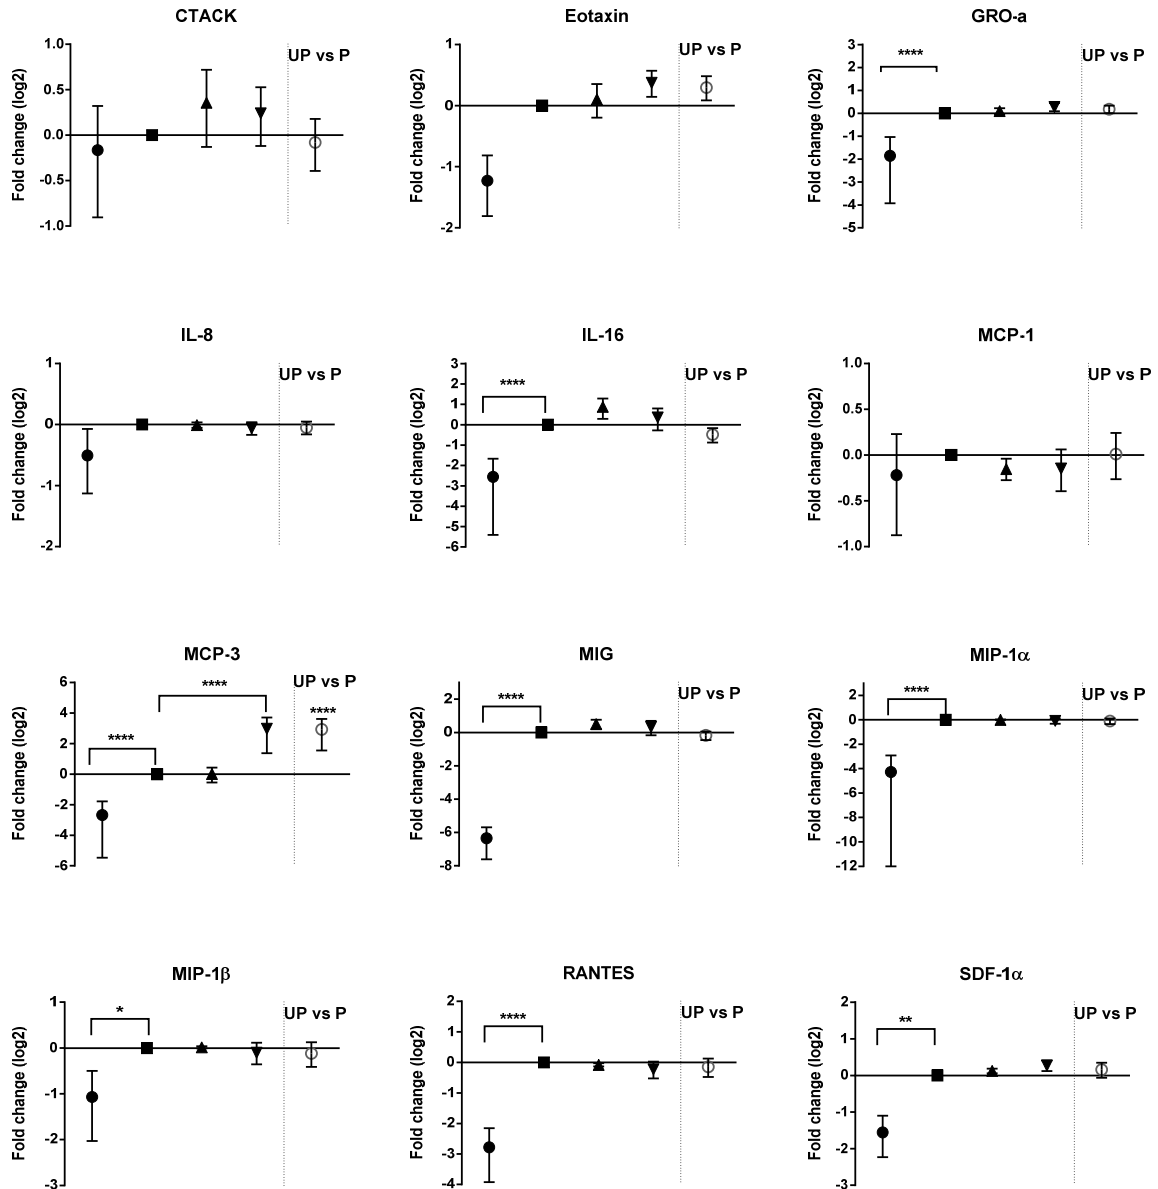 CTACK
Fold change (log2)
1.0
0.5
0.0
-0.5
-1.0
UP vs P
Eotaxin
Fold change (log2)
1
0
-1
-2
UP vs P
GRO-a
Fold change (log2)
3
2
1
0
-1
-2
-3
-4
-5
****
UP vs P
IL-8
Fold change (log2)
1
0
-1
-2
UP vs P
IL-16
Fold change (log2)
3
2
1
0
-1
-2
-3
-4
-5
-6
****
UP vs P
MCP-1
Fold change (log2)
1.0
0.5
0.0
-0.5
-1.0
UP vs P
MCP-3
Fold change (log2)
6
4
2
0
-2
-4
-6
****
****
UP vs P
****
MIG
Fold change (log2)
2
0
-2
-4
-6
-8
****
UP vs P
MIP-1α
Fold change (log2)
2
0
-2
-4
-6
-8
-10
-12
****
UP vs P
MIP-1β
Fold change (log2)
1
0
-1
-2
-3
*
UP vs P
RANTES
Fold change (log2)
2
1
0
-1
-2
-3
-4
****
UP vs P
SDF-1α
Fold change (log2)
2
1
0
-1
-2
-3
**
UP vs P